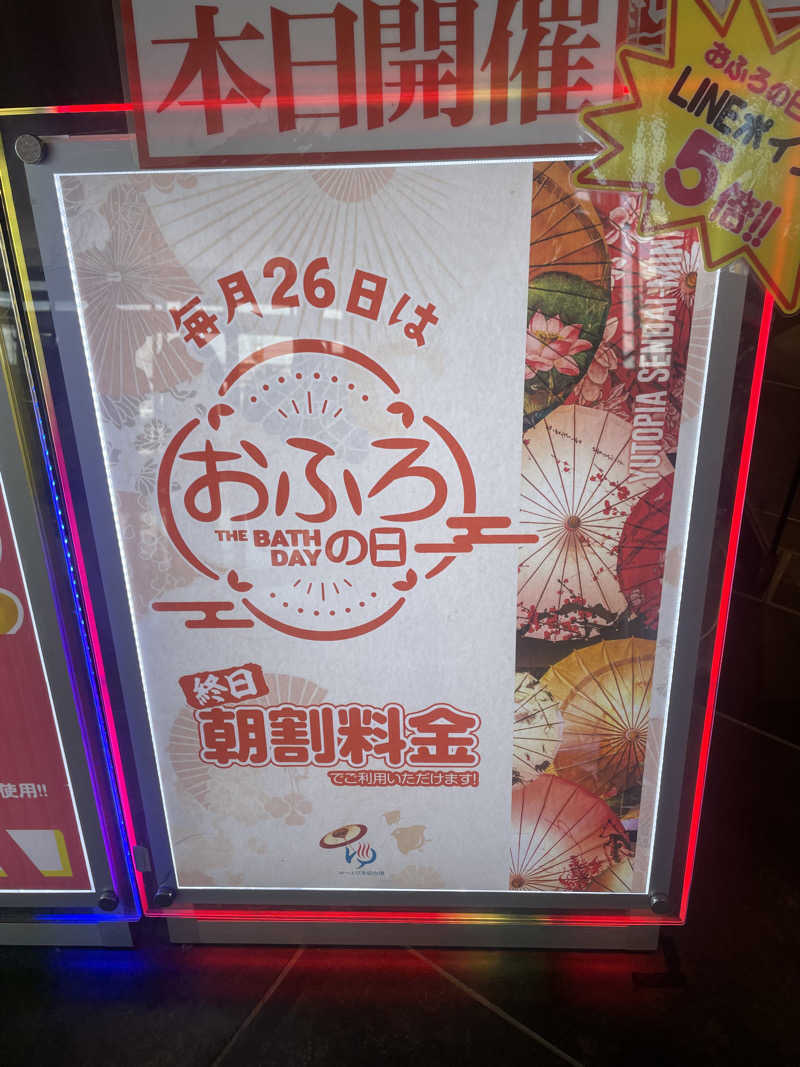 本日開催
おふろの日
LINEポイ
5倍!!
毎月26日は
おふろ
THE BATH DAY の日
YUTOPIA SENDAI-MINAMI
終日
朝割料金
でご利用いただけます!
使用!!